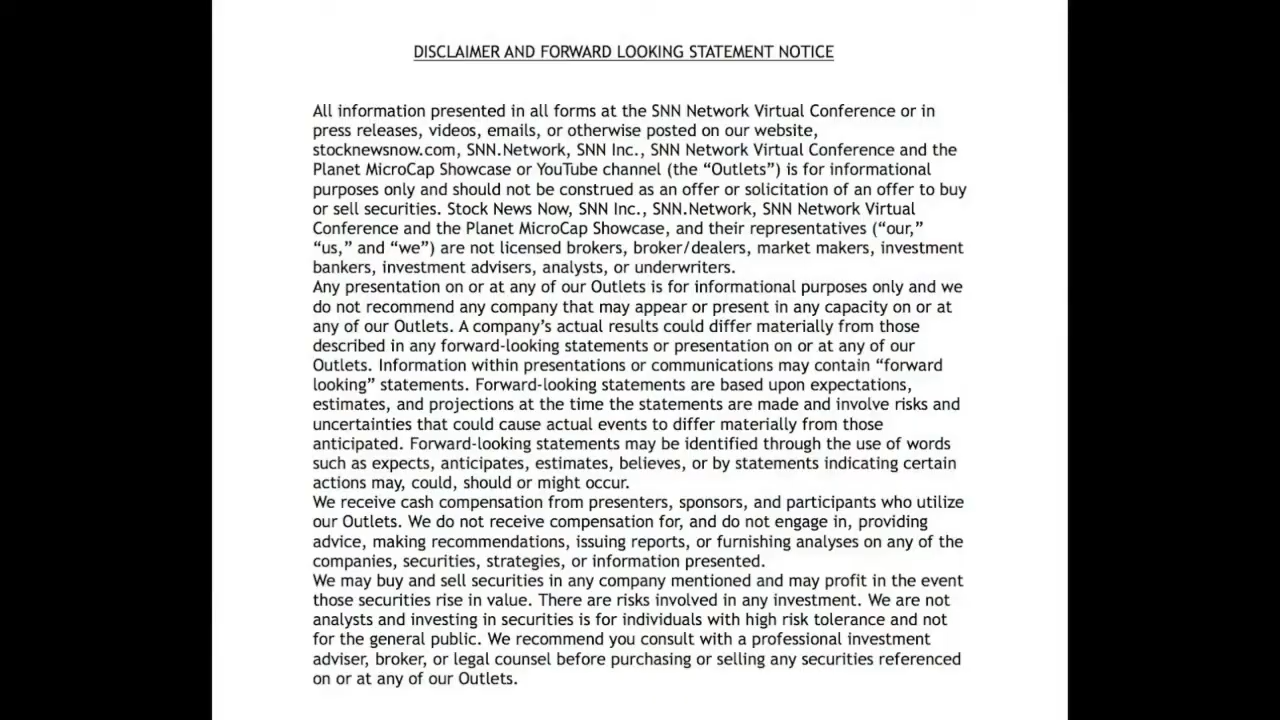 DISCLAIMER AND FORWARD LOOKING STATEMENT NOTICE
All information presented in all forms at the SNN Network Virtual Conference or in
press releases, videos, emails, or otherwise posted on our website,
stocknewsnow.com, SNN.Network, SNN Inc., SNN Network Virtual Conference and the
Planet MicroCap Showcase or YouTube channel (the “Outlets”) is for informational
purposes only and should not be construed as an offer or solicitation of an offer to buy
or sell securities. Stock News Now, SNN Inc., SNN.Network, SNN Network Virtual
Conference and the Planet MicroCap Showcase, and their representatives (“our,”
“us,” and “we”) are not licensed brokers, broker/dealers, market makers, investment
bankers, investment advisers, analysts, or underwriters.
Any presentation on or at any of our Outlets is for informational purposes only and we
do not recommend any company that may appear or present in any capacity on or at
any of our Outlets. A company’s actual results could differ materially from those
described in any forward-looking statements or presentation on or at any of our
Outlets. Information within presentations or communications may contain “forward
looking” statements. Forward-looking statements are based upon expectations,
estimates, and projections at the time the statements are made and involve risks and
uncertainties that could cause actual events to differ materially from those
anticipated. Forward-looking statements may be identified through the use of words
such as expects, anticipates, estimates, believes, or by statements indicating certain
actions may, could, should or might occur.
We receive cash compensation from presenters, sponsors, and participants who utilize
our Outlets. We do not receive compensation for, and do not engage in, providing
advice, making recommendations, issuing reports, or furnishing analyses on any of the
companies, securities, strategies, or information presented.
We may buy and sell securities in any company mentioned and may profit in the event
those securities rise in value. There are risks involved in any investment. We are not
analysts and investing in securities is for individuals with high risk tolerance and not
for the general public. We recommend you consult with a professional investment
adviser, broker, or legal counsel before purchasing or selling any securities referenced
on or at any of our Outlets.